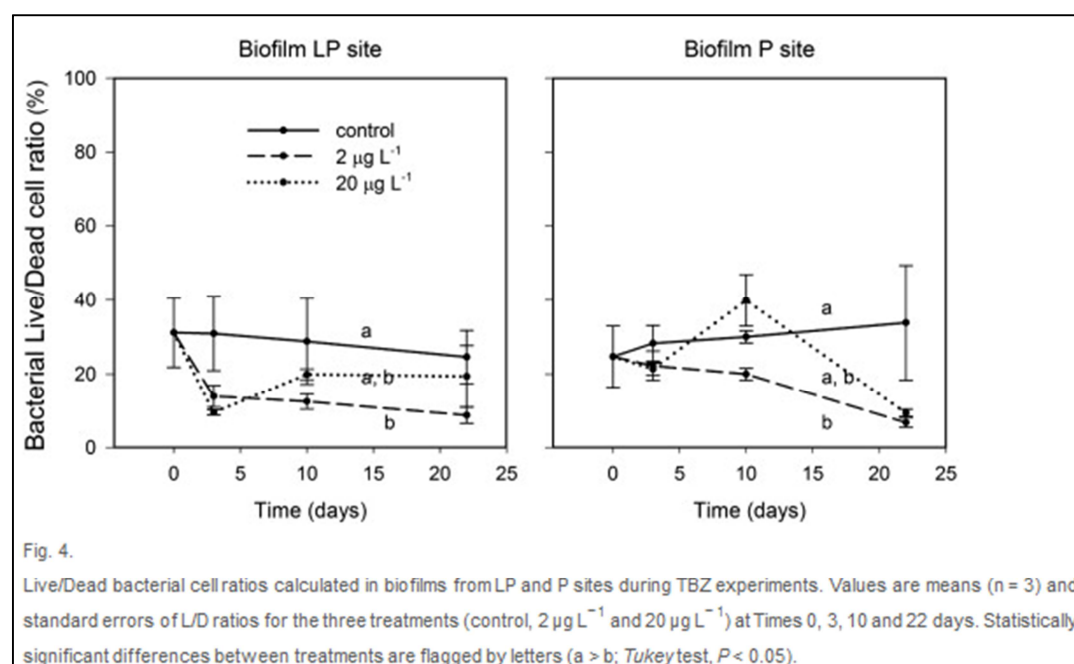 Biofilm LP site
Biofilm P site
Bacterial Live/Dead cell ratio (%)
100
80
60
40
20
0
control
2 µg L⁻¹
20 µg L⁻¹
a
a, b
b
a
a, b
b
0 5 10 15 20 25
0 5 10 15 20 25
Time (days)
Time (days)
Fig. 4.
Live/Dead bacterial cell ratios calculated in biofilms from LP and P sites during TBZ experiments. Values are means (n = 3) and
standard errors of L/D ratios for the three treatments (control, 2 µg L⁻¹ and 20 µg L⁻¹) at Times 0, 3, 10 and 22 days. Statistically
significant differences between treatments are flagged by letters (a > b; Tukey test, P < 0.05).